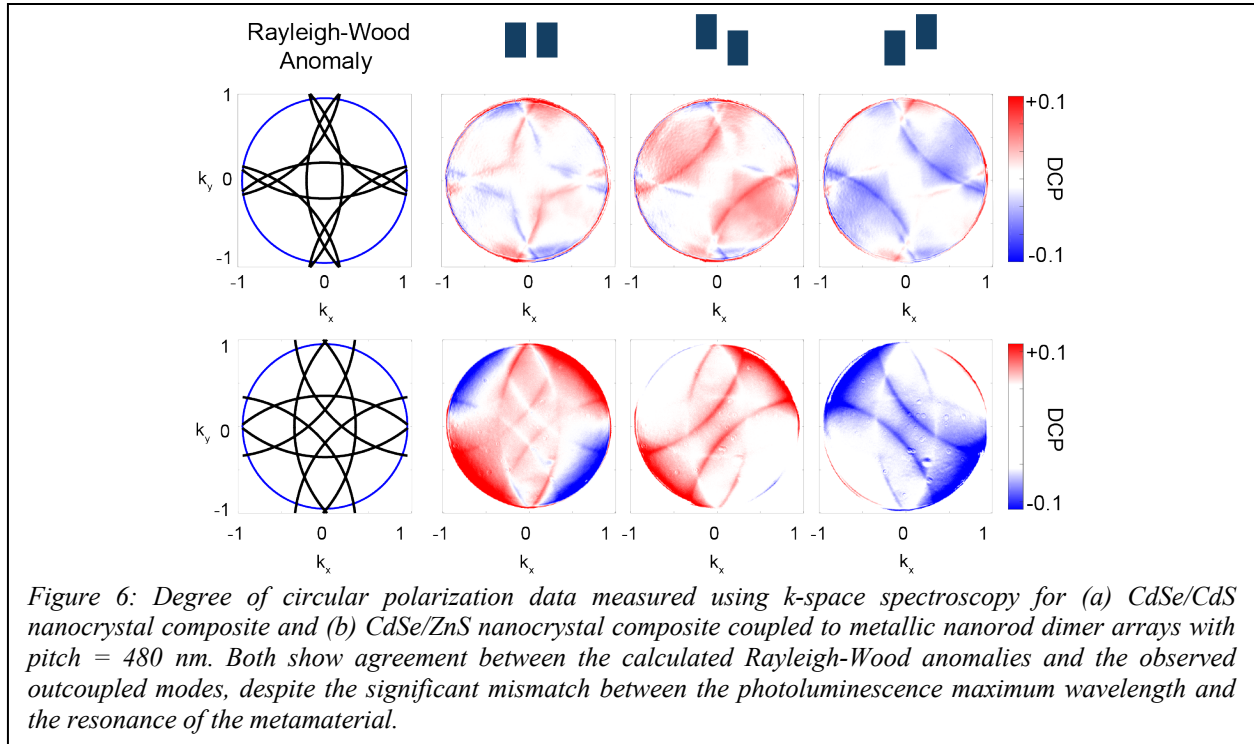 Rayleigh-Wood
Anomaly
1
k_y 0
-1
-1 0 1
k_x
-1 0 1
k_x
-1 0 1
k_x
-1 0 1
k_x
+0.1
DCP
-0.1
1
k_y 0
-1
-1 0 1
k_x
-1 0 1
k_x
-1 0 1
k_x
-1 0 1
k_x
+0.1
DCP
-0.1
Figure 6: Degree of circular polarization data measured using k-space spectroscopy for (a) CdSe/CdS
nanocrystal composite and (b) CdSe/ZnS nanocrystal composite coupled to metallic nanorod dimer arrays with
pitch = 480 nm. Both show agreement between the calculated Rayleigh-Wood anomalies and the observed
outcoupled modes, despite the significant mismatch between the photoluminescence maximum wavelength and
the resonance of the metamaterial.